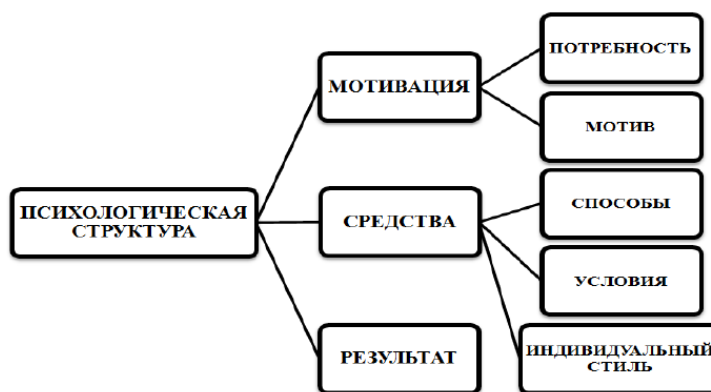 ПСИХОЛОГИЧЕСКАЯ
СТРУКТУРА
МОТИВАЦИЯ
ПОТРЕБНОСТЬ
МОТИВ
СРЕДСТВА
СПОСОБЫ
УСЛОВИЯ
ИНДИВИДУАЛЬНЫЙ
СТИЛЬ
РЕЗУЛЬТАТ